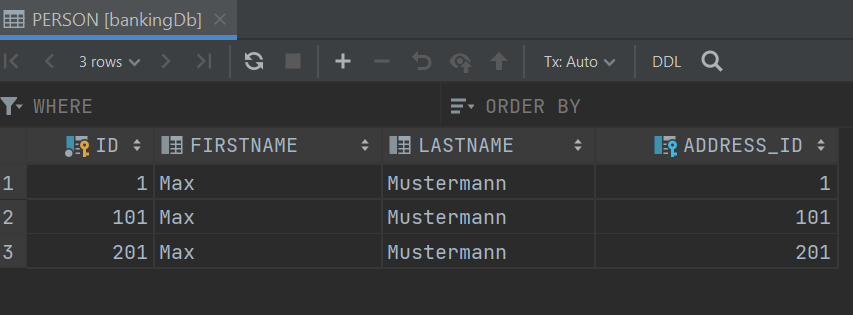 PERSON [bankingDb]
3 rows Tx: Auto DDL
WHERE ORDER BY
ID FIRSTNAME LASTNAME ADDRESS_ID
1 1 Max Mustermann 1
2 101 Max Mustermann 101
3 201 Max Mustermann 201